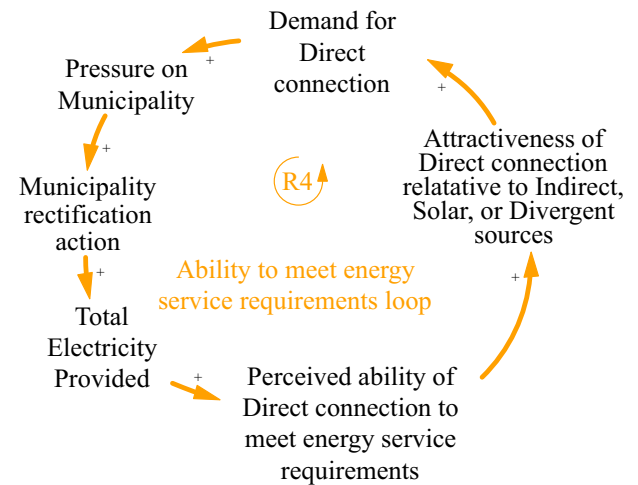 Demand for
Direct
connection
+
Pressure on
Municipality
+
Attractiveness of
Direct connection
relatative to Indirect,
Solar, or Divergent
sources
+
Municipality
rectification
action
+
R4
Ability to meet energy
service requirements loop
+
Total
Electricity
Provided
+
Perceived ability of
Direct connection to
meet energy service
requirements